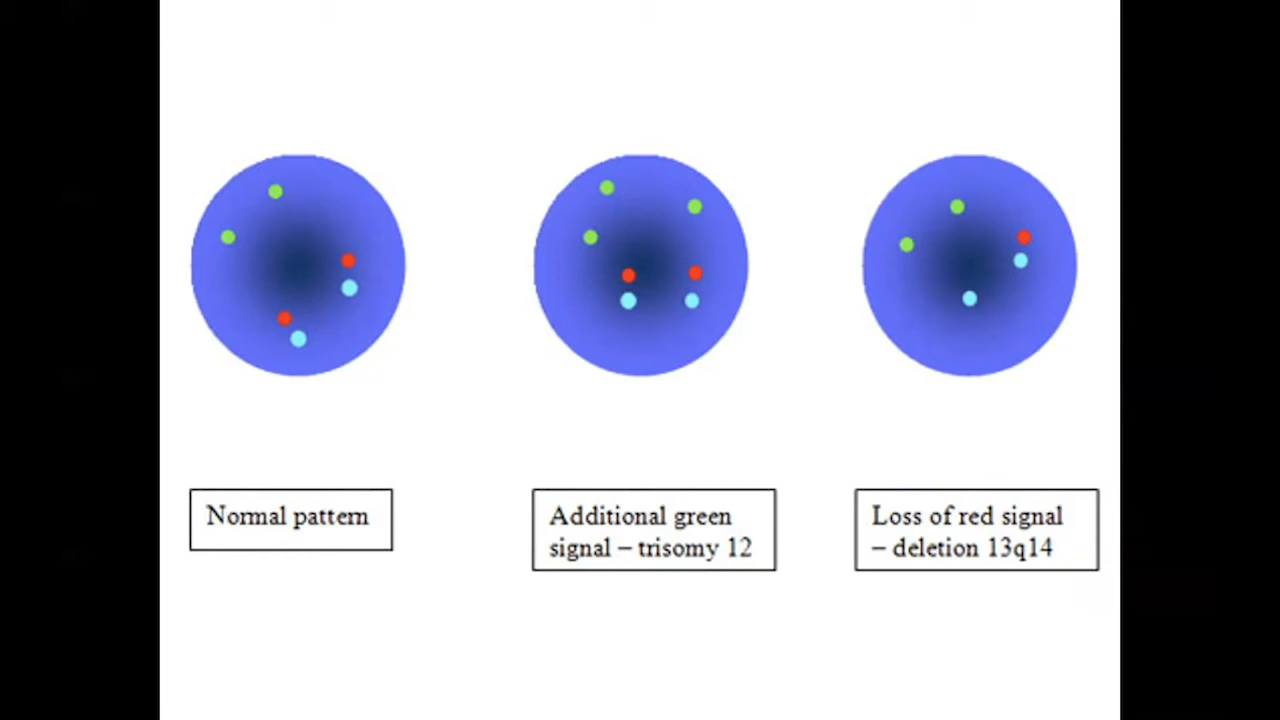 Normal pattern
Additional green
signal – trisomy 12
Loss of red signal
– deletion 13q14